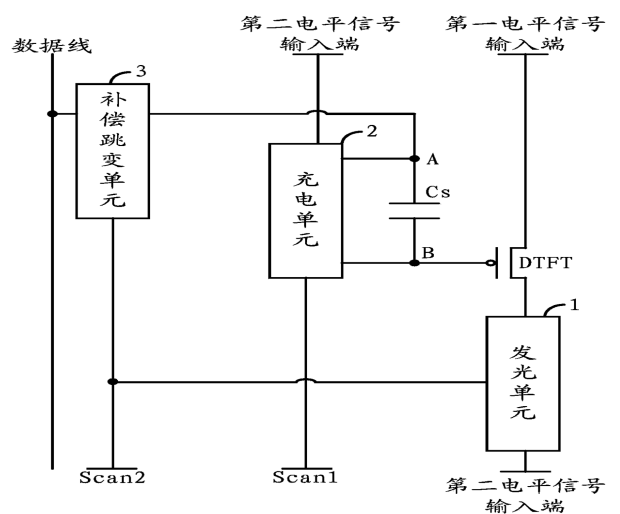 第二电平信号
输入端
第一电平信号
输入端
数据线
3
补偿跳变单元
2
充电单元
A
Cs
B
DTFT
1
发光单元
Scan2
Scan1
第二电平信号
输入端